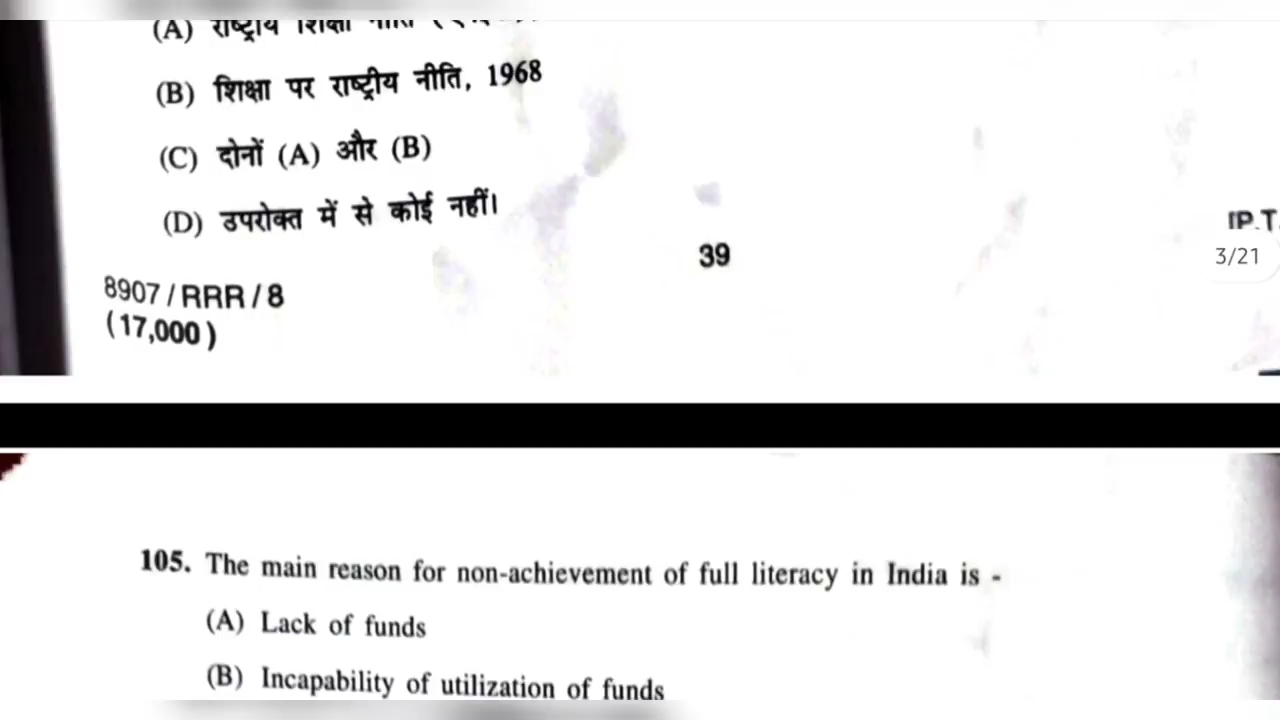 (A) राष्ट्रीय शिक्षा नीति
(B) शिक्षा पर राष्ट्रीय नीति, 1968
(C) दोनों (A) और (B)
(D) उपरोक्त में से कोई नहीं।
39
[P.T.
3/21
8907/RRR/8
(17,000)
105. The main reason for non-achievement of full literacy in India is -
(A) Lack of funds
(B) Incapability of utilization of funds